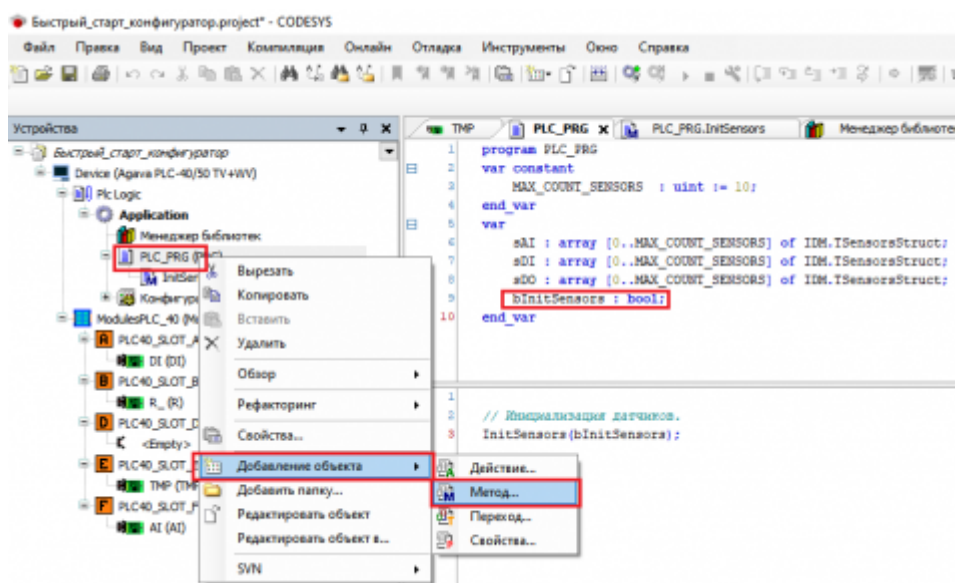 Быстрый_старт_конфигуратор.project* - CODESYS
Файл Правка Вид Проект Компиляция Онлайн Отладка Инструменты Окно Справка
Устройства
Быстрый_старт_конфигуратор
Device (Agava PLC-40/50 TV+WV)
Plc Logic
Application
Менеджер библиотек
PLC_PRG
InitSer
Конфигура
ModulesPLC_40
PLC40_SLOT_A
DI (DI)
PLC40_SLOT_B
R_ (R)
PLC40_SLOT_D
<Empty>
PLC40_SLOT_E
TMP
PLC40_SLOT_F
AI (AI)
Вырезать
Копировать
Вставить
Удалить
Обзор
Рефакторинг
Свойства...
Добавление объекта
Добавить папку...
Редактировать объект
Редактировать объект в...
SVN
Действие...
Метод...
Переход...
Свойства...
TMP PLC_PRG PLC_PRG.InitSensors Менеджер библиоте
1 program PLC_PRG
2 var constant
3 MAX_COUNT_SENSORS : uint := 10;
4 end_var
5 var
6 sAI : array [0..MAX_COUNT_SENSORS] of IDM.TSensorsStruct;
7 sDI : array [0..MAX_COUNT_SENSORS] of IDM.TSensorsStruct;
8 sDO : array [0..MAX_COUNT_SENSORS] of IDM.TSensorsStruct;
9 bInitSensors : bool;
10 end_var
1
2 // Инициализация датчиков.
3 InitSensors(bInitSensors);